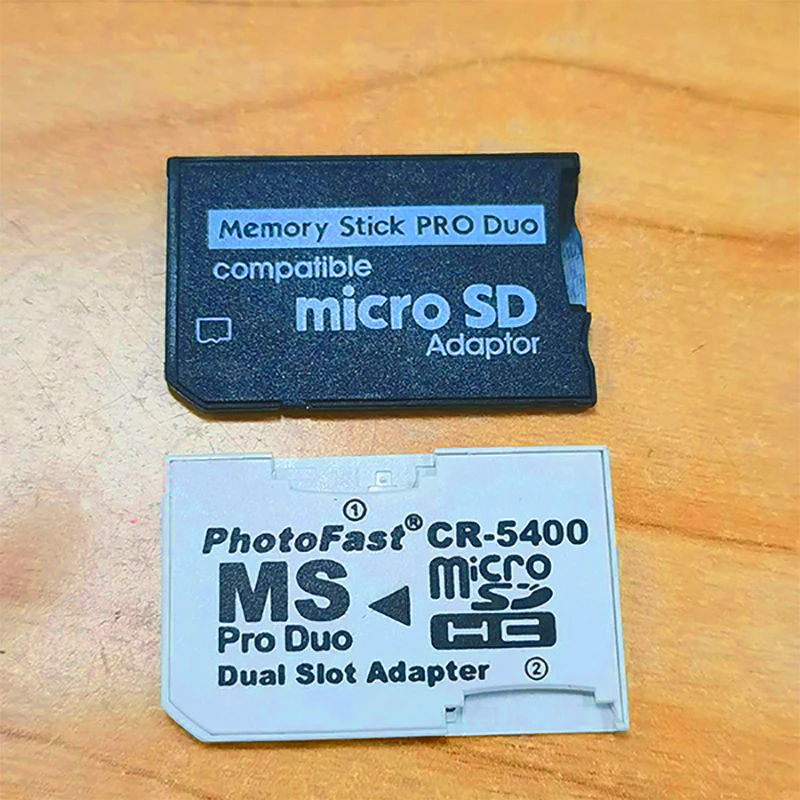 Memory Stick PRO Duo
compatible
micro SD
Adaptor
①
PhotoFast® CR-5400
MS
Pro Duo
micro
SD
HC
Dual Slot Adapter ②